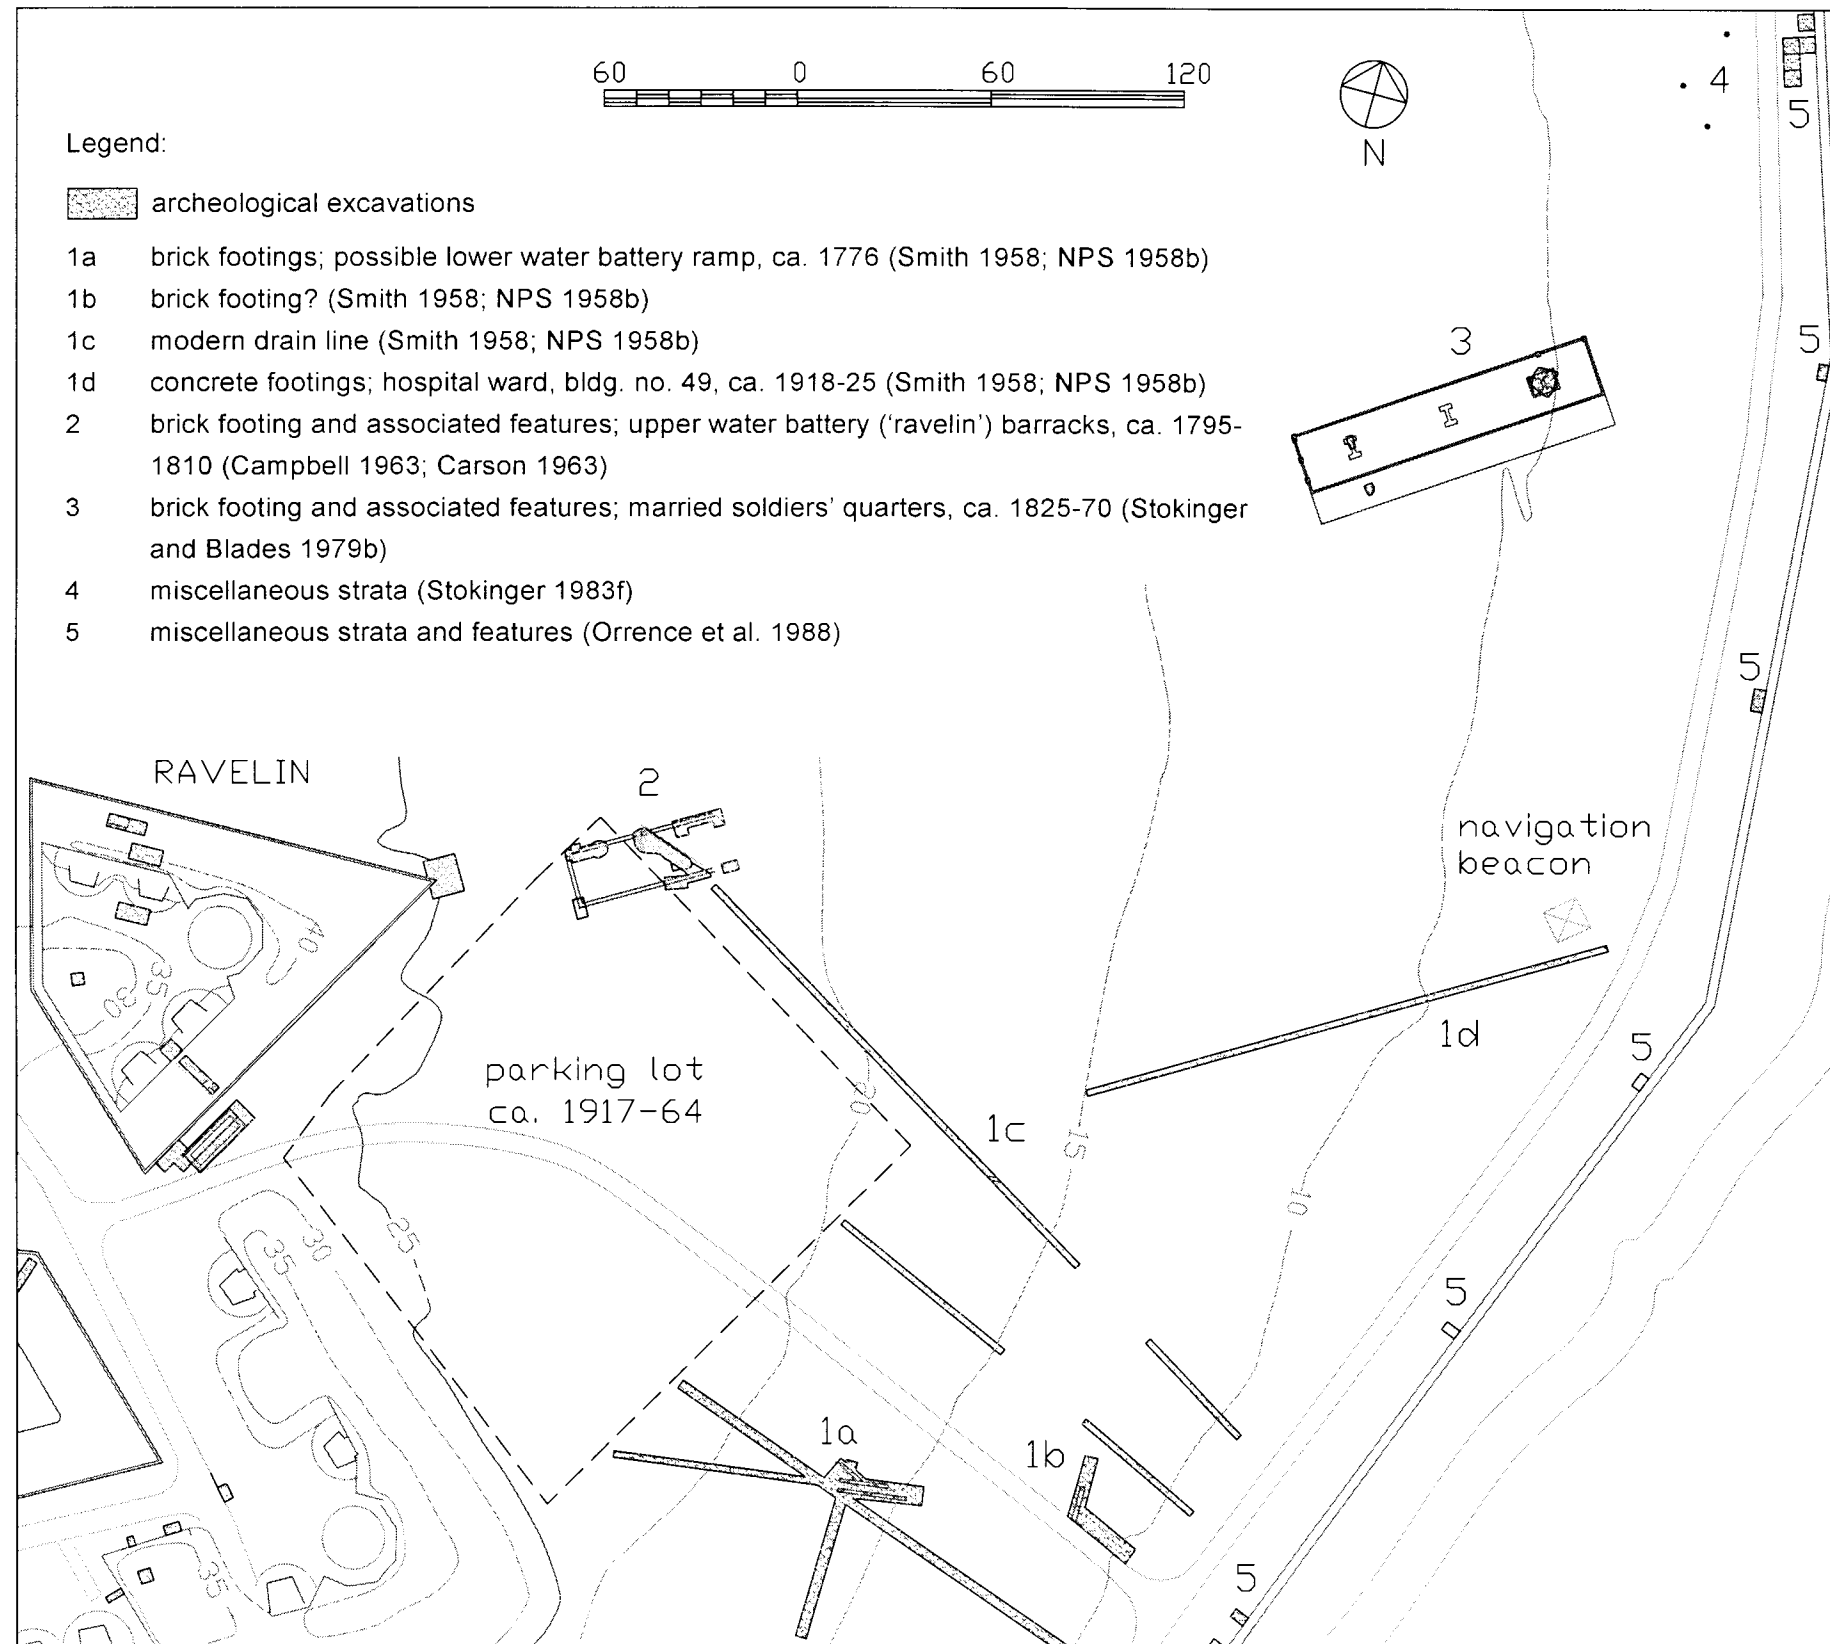 60 0 60 120
N
Legend:
archeological excavations
1a brick footings; possible lower water battery ramp, ca. 1776 (Smith 1958; NPS 1958b)
1b brick footing? (Smith 1958; NPS 1958b)
1c modern drain line (Smith 1958; NPS 1958b)
1d concrete footings; hospital ward, bldg. no. 49, ca. 1918-25 (Smith 1958; NPS 1958b)
2 brick footing and associated features; upper water battery (‘ravelin’) barracks, ca. 1795-
1810 (Campbell 1963; Carson 1963)
3 brick footing and associated features; married soldiers’ quarters, ca. 1825-70 (Stokinger
and Blades 1979b)
4 miscellaneous strata (Stokinger 1983f)
5 miscellaneous strata and features (Orrence et al. 1988)
4
5
3
5
5
RAVELIN
2
navigation
beacon
40
35
30
1d
5
parking lot
ca. 1917-64
20
1c
15
10
25
30
35
5
1a
1b
35
5